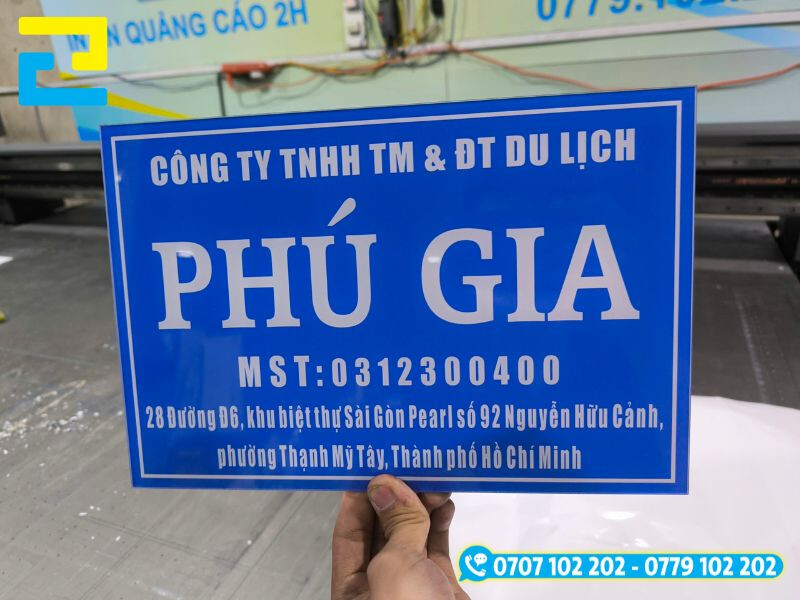 IN ẤN QUẢNG CÁO 2H
CÔNG TY TNHH TM & ĐT DU LỊCH
PHÚ GIA
MST:0312300400
28 Đường Đ6, khu biệt thự Sài Gòn Pearl số 92 Nguyễn Hữu Cảnh,
phường Thạnh Mỹ Tây, Thành phố Hồ Chí Minh
0707 102 202 - 0779 102 202